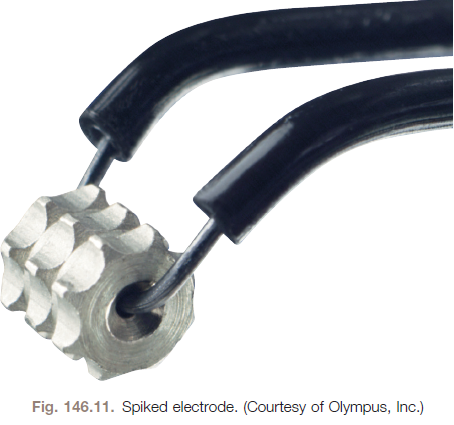 Fig. 146.11. Spiked electrode. (Courtesy of Olympus, Inc.)